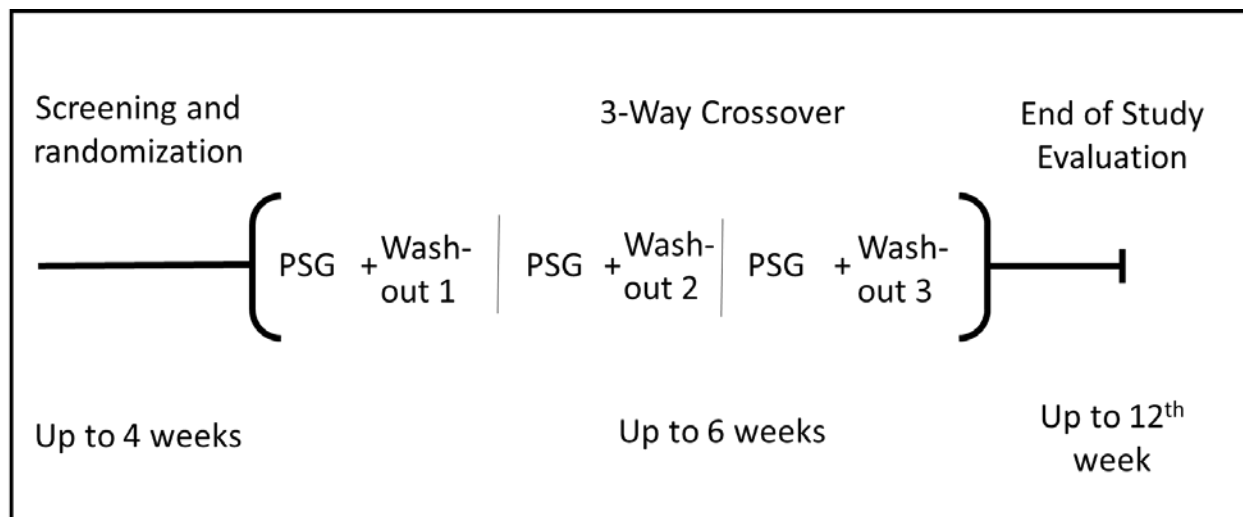 Screening and
randomization
3-Way Crossover
End of Study
Evaluation
PSG + Wash-
out 1
PSG + Wash-
out 2
PSG + Wash-
out 3
Up to 4 weeks
Up to 6 weeks
Up to 12th
week